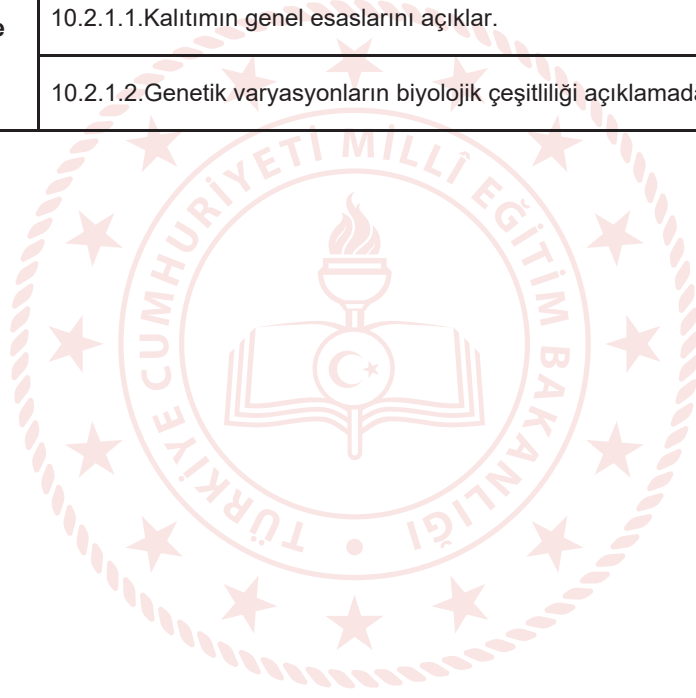 e
10.2.1.1.Kalıtımın genel esaslarını açıklar.
10.2.1.2.Genetik varyasyonların biyolojik çeşitliliği açıklamada
TÜRKİYE CUMHURİYETİ MİLLÎ EĞİTİM BAKANLIĞI